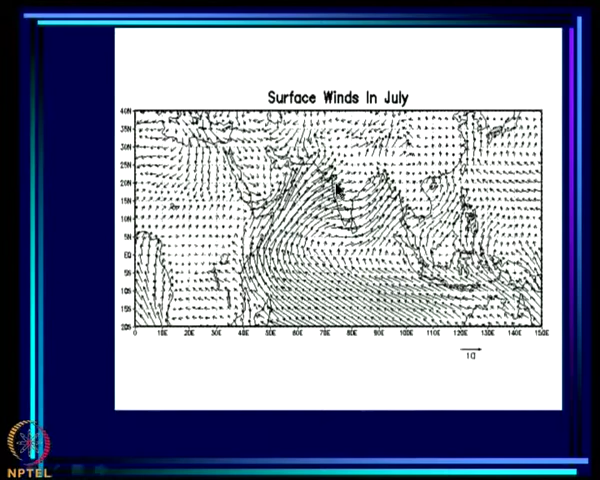 Surface Winds In July
40N
35N
30N
25N
20N
15N
10N
5N
EQ
5S
10S
15S
20S
0 10E 20E 30E 40E 50E 60E 70E 80E 90E 100E 110E 120E 130E 140E 150E
10
NPTEL